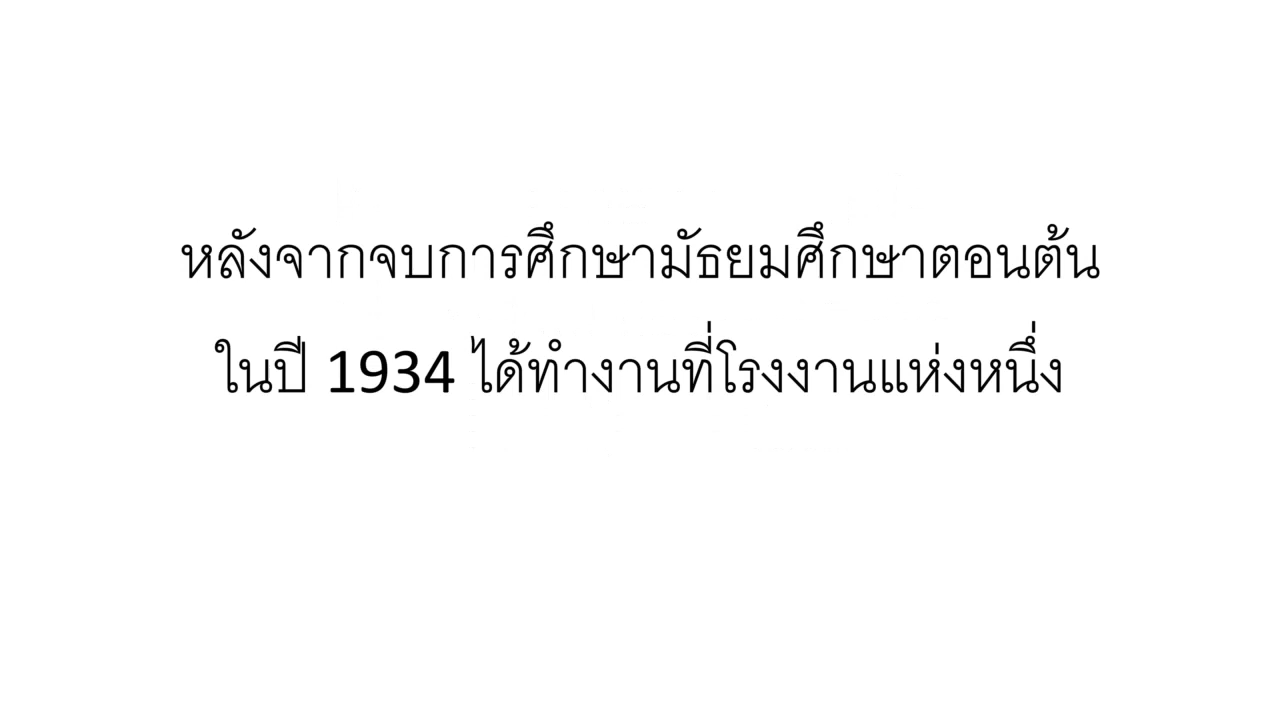 หลังจากจบการศึกษามัธยมศึกษาตอนต้น
ในปี 1934 ได้ทำงานที่โรงงานแห่งหนึ่ง